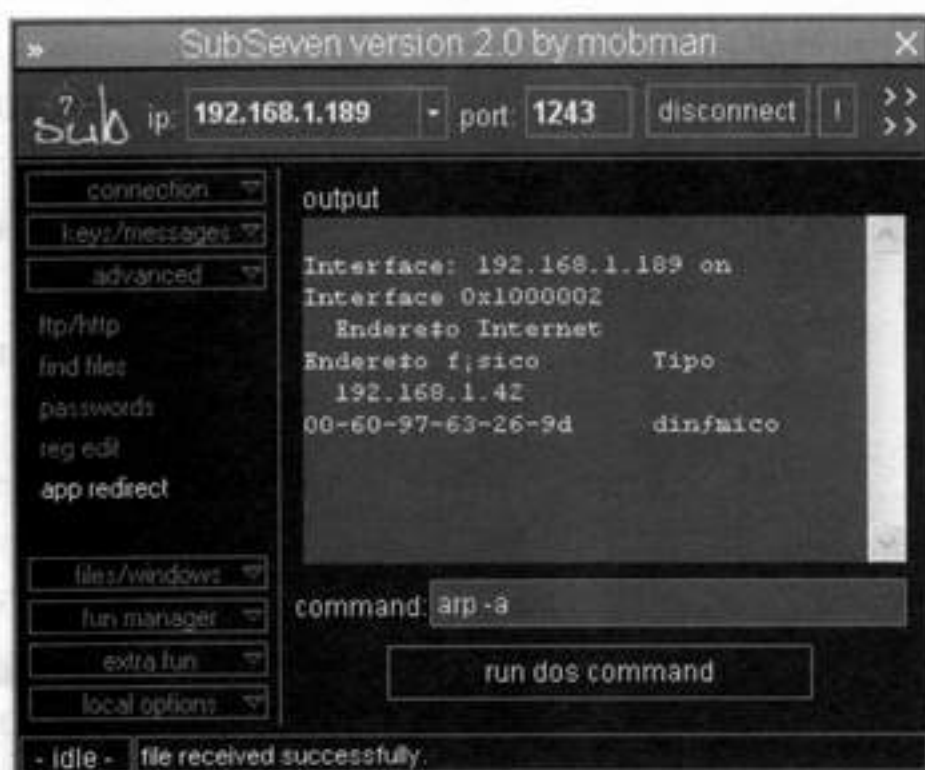 » SubSeven version 2.0 by mobman X
sub7 ip: 192.168.1.189 port: 1243 disconnect ! >> >>
connection
keys/messages
advanced
ftp/http
find files
passwords
reg edit
app redirect
files/windows
fun manager
extra fun
local options
output
Interface: 192.168.1.189 on
Interface 0x1000002
Endere‡o Internet
Endere‡o f¡sico Tipo
192.168.1.42
00-60-97-63-26-9d dinƒmico
command: arp -a
run dos command
- idle - file received successfully.